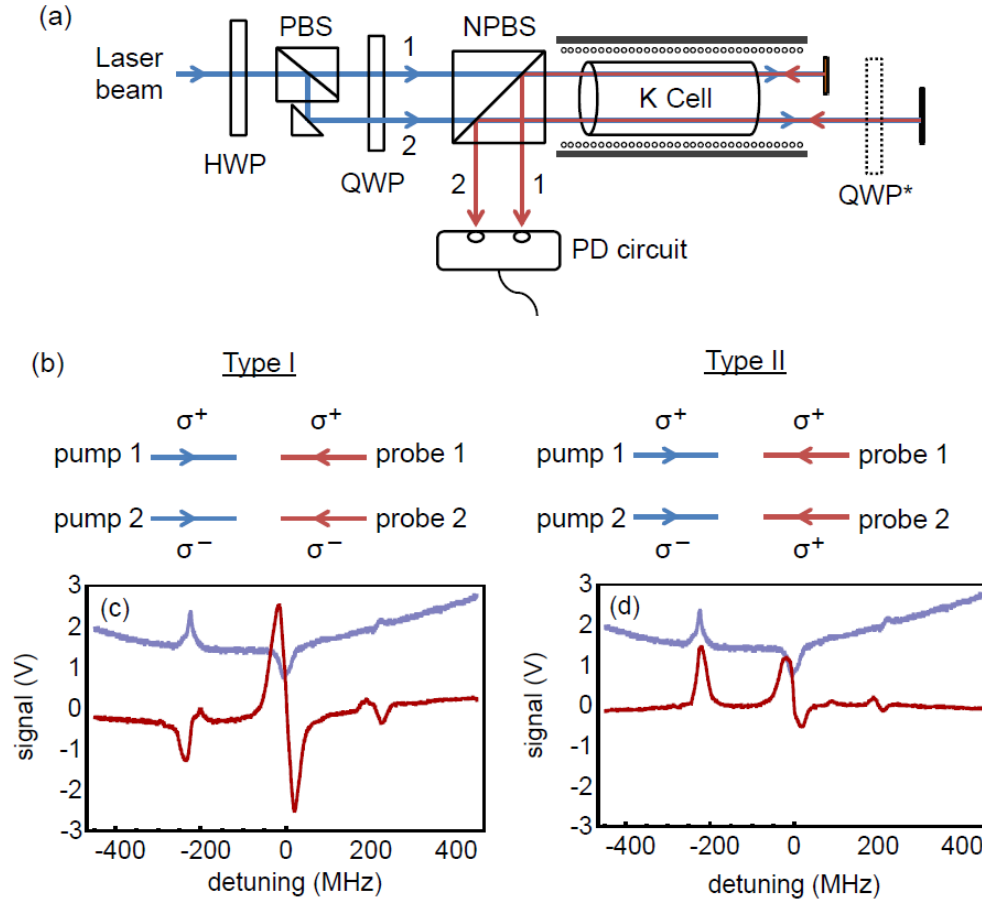 (a)
PBS
NPBS
Laser
beam
1
2
K Cell
HWP
QWP
2
1
QWP*
PD circuit
(b)
Type I
Type II
σ+
σ+
σ+
σ+
pump 1
probe 1
pump 1
probe 1
pump 2
probe 2
pump 2
probe 2
σ−
σ−
σ−
σ+
(c)
3
2
1
0
-1
-2
-3
signal (V)
-400
-200
0
200
400
detuning (MHz)
(d)
3
2
1
0
-1
-2
-3
signal (V)
-400
-200
0
200
400
detuning (MHz)